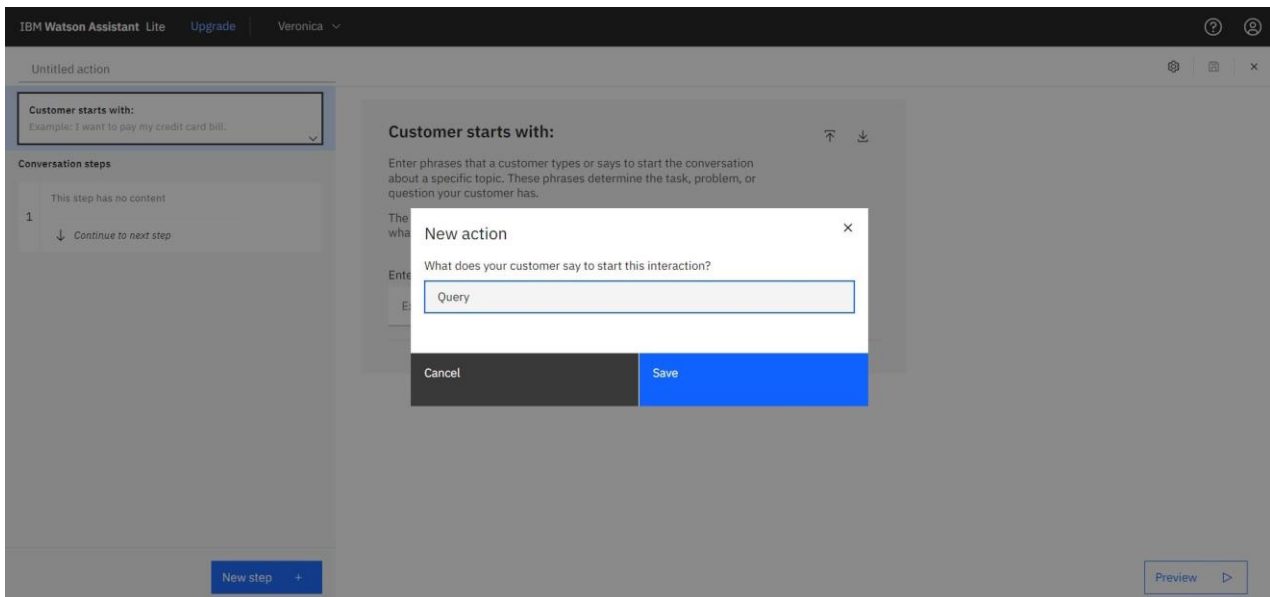 IBM Watson Assistant Lite Upgrade Veronica
Untitled action
Customer starts with:
Example: I want to pay my credit card bill.
Conversation steps
1
This step has no content
Continue to next step
New step +
Customer starts with:
Enter phrases that a customer types or says to start the conversation
about a specific topic. These phrases determine the task, problem, or
question your customer has.
The
wha
Ente
E
New action
What does your customer say to start this interaction?
Query
Cancel
Save
Preview